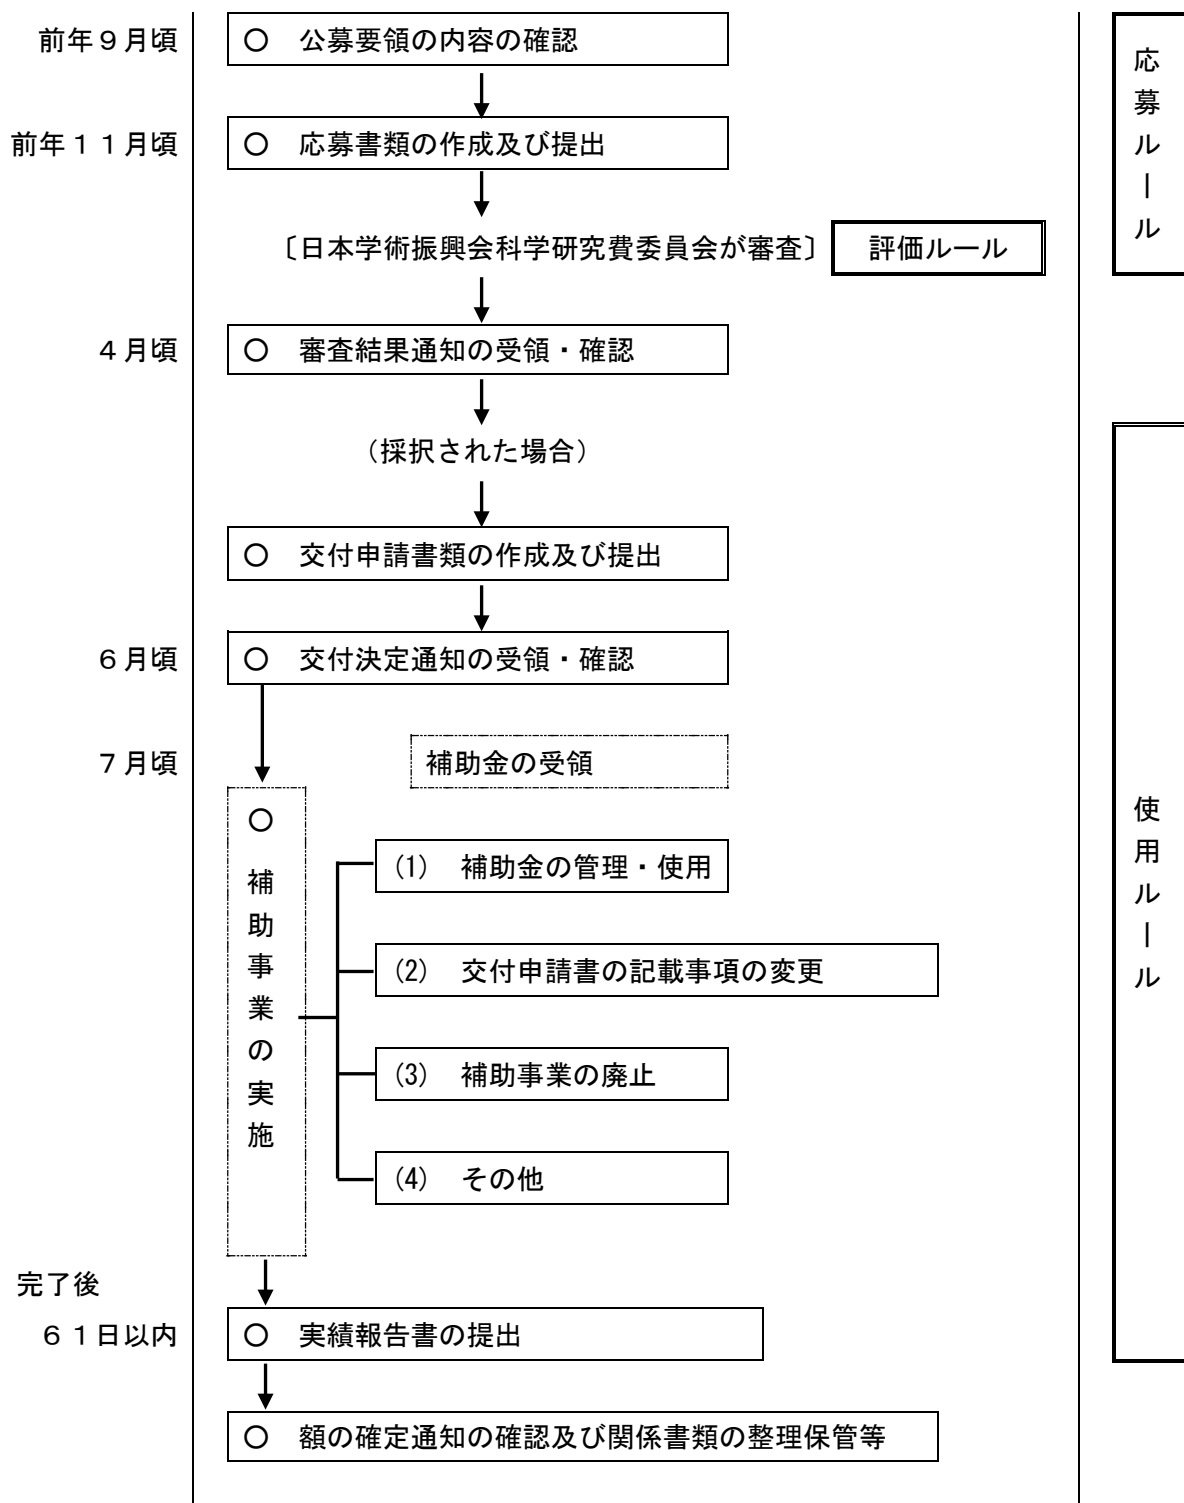 前年９月頃
○　公募要領の内容の確認
前年１１月頃
○　応募書類の作成及び提出
〔日本学術振興会科学研究費委員会が審査〕
評価ルール
応募ルール
４月頃
○　審査結果通知の受領・確認
（採択された場合）
○　交付申請書類の作成及び提出
６月頃
○　交付決定通知の受領・確認
７月頃
補助金の受領
○　補助事業の実施
(1)　補助金の管理・使用
(2)　交付申請書の記載事項の変更
(3)　補助事業の廃止
(4)　その他
使用ルール
完了後
６１日以内
○　実績報告書の提出
○　額の確定通知の確認及び関係書類の整理保管等